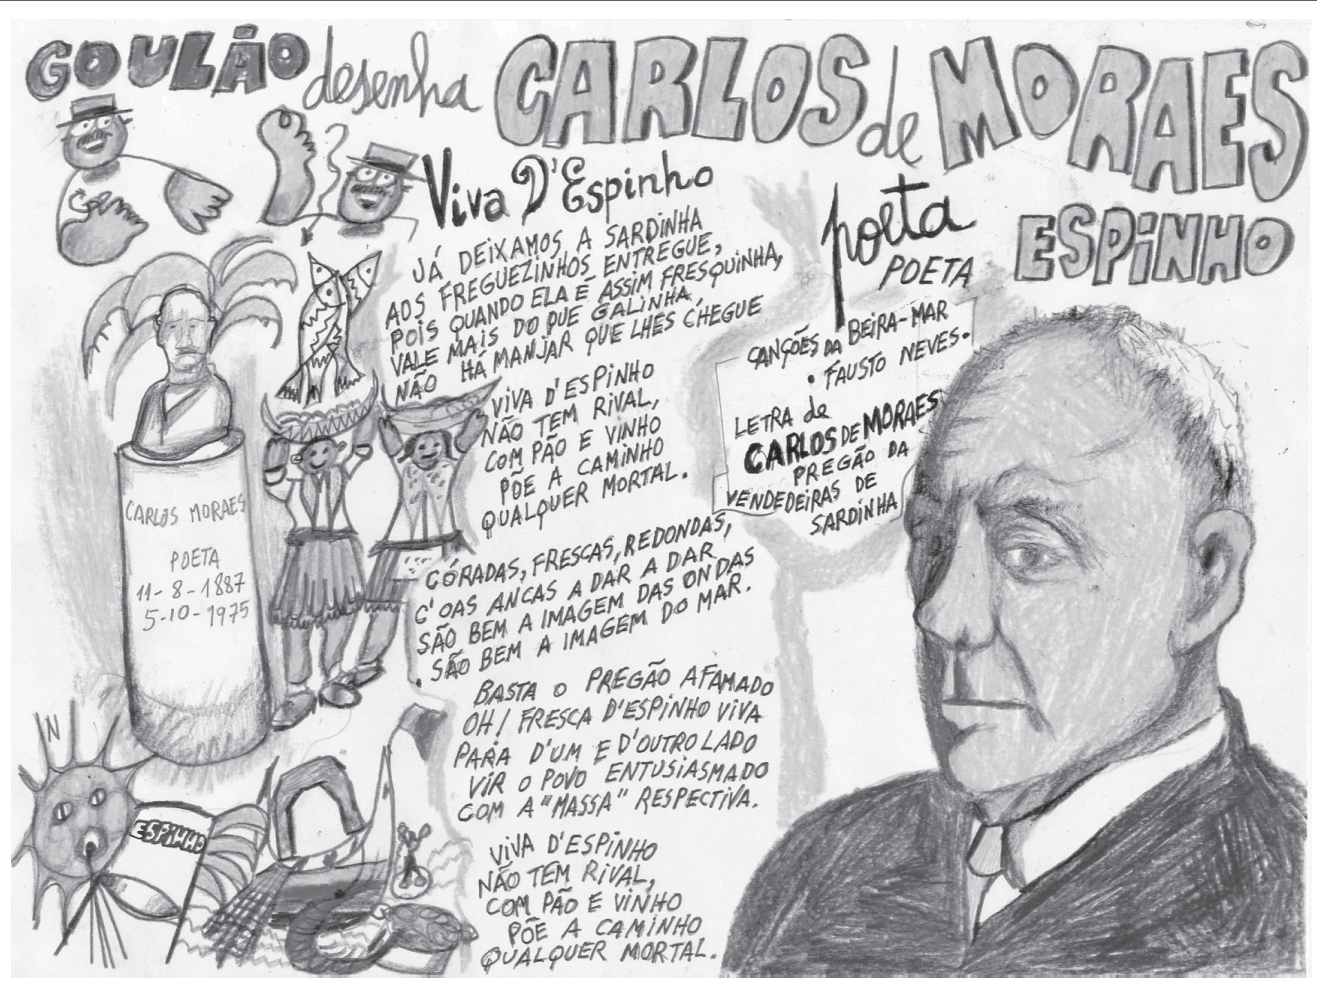 GOULÃO desenha CARLOS de MORAES
poeta
POETA
ESPINHO
Viva D'Espinho
JÁ DEIXAMOS A SARDINHA
AOS FREGUEZINHOS ENTREGUE,
POIS QUANDO ELA É ASSIM FRESQUINHA,
VALE MAIS DO QUE GALINHA,
NÃO HÁ MANJAR QUE LHES CHEGUE
VIVA D'ESPINHO
NÃO TEM RIVAL,
COM PÃO E VINHO
PÕE A CAMINHO
QUALQUER MORTAL.
CÓRADAS, FRESCAS, REDONDAS,
C'OAS ANCAS A DAR A DAR
SÃO BEM A IMAGEM DAS ONDAS
. SÃO BEM A IMAGEM DO MAR.
BASTA O PREGÃO AFAMADO
OH! FRESCA D'ESPINHO VIVA
PARA D'UM E D'OUTRO LADO
VIR O POVO ENTUSIASMADO
COM A "MASSA" RESPECTIVA.
VIVA D'ESPINHO
NÃO TEM RIVAL,
COM PÃO E VINHO
PÕE A CAMINHO
QUALQUER MORTAL.
CANÇÕES DA BEIRA-MAR
• FAUSTO NEVES.
LETRA de
CARLOS DE MORAES
PREGÃO DA
VENDEDEIRAS DE
SARDINHA
CARLOS MORAES
POETA
11-8-1887
5-10-1975
N
ESPINHO